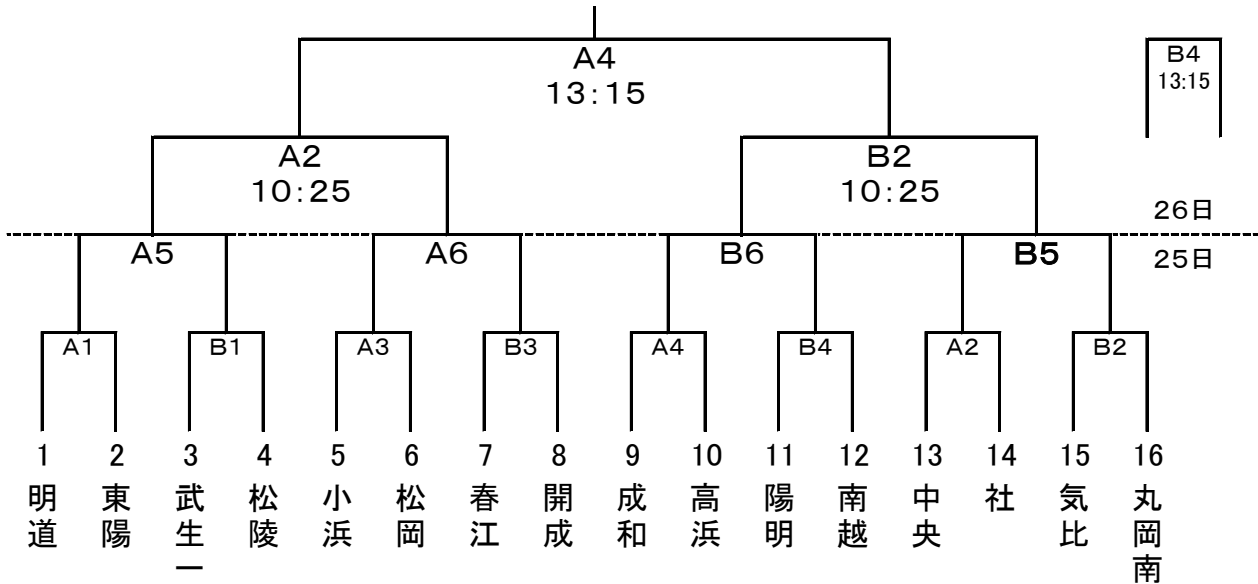 A4
13:15
B4
13:15
A2
10:25
B2
10:25
26日
A5
A6
B6
B5
25日
A1
B1
A3
B3
A4
B4
A2
B2
1 2 3 4 5 6 7 8 9 10 11 12 13 14 15 16
明道
東陽
武生一
松陵
小浜
松岡
春江
開成
成和
高浜
陽明
南越
中央
社
気比
丸岡南